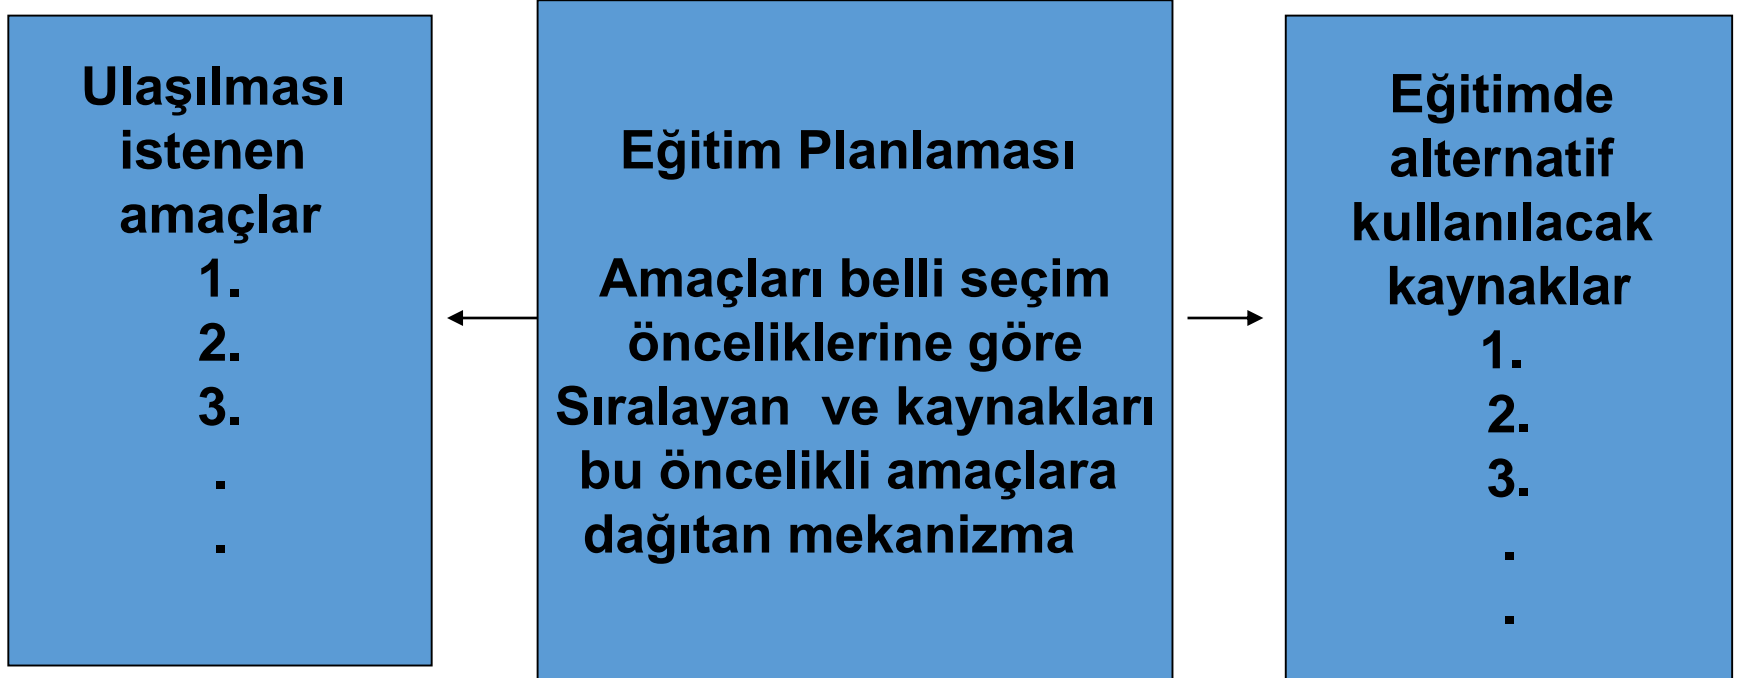 Ulaşılması
istenen
amaçlar
1.
2.
3.
.
.
Eğitim Planlaması
Amaçları belli seçim
önceliklerine göre
Sıralayan ve kaynakları
bu öncelikli amaçlara
dağıtan mekanizma
Eğitimde
alternatif
kullanılacak
kaynaklar
1.
2.
3.
.
.